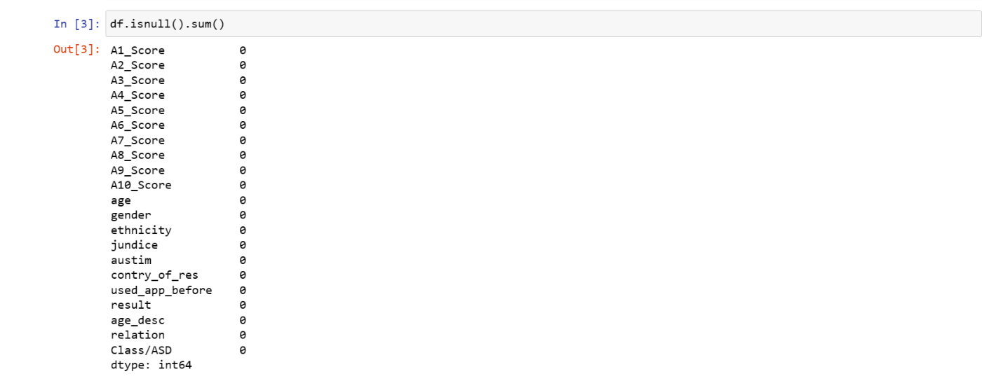 In [3]: df.isnull().sum()
Out[3]: A1_Score 0
A2_Score 0
A3_Score 0
A4_Score 0
A5_Score 0
A6_Score 0
A7_Score 0
A8_Score 0
A9_Score 0
A10_Score 0
age 0
gender 0
ethnicity 0
jundice 0
austim 0
contry_of_res 0
used_app_before 0
result 0
age_desc 0
relation 0
Class/ASD 0
dtype: int64